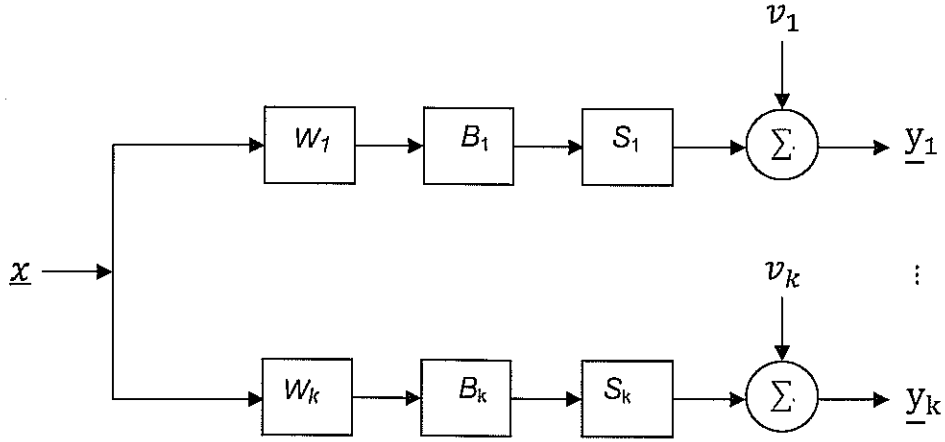 v₁
W₁ B₁ S₁ Σ y₁
x
vₖ ⋮
Wₖ Bₖ Sₖ Σ yₖ